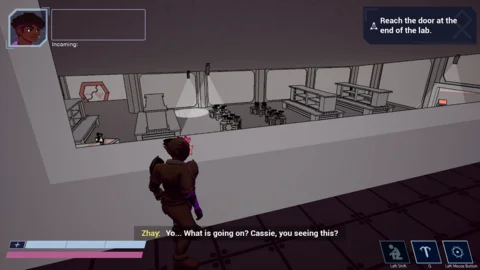 Incoming:
Reach the door at the
end of the lab.
Zhay: Yo... What is going on? Cassie, you seeing this?
Left Shift
Q
Left Mouse Button